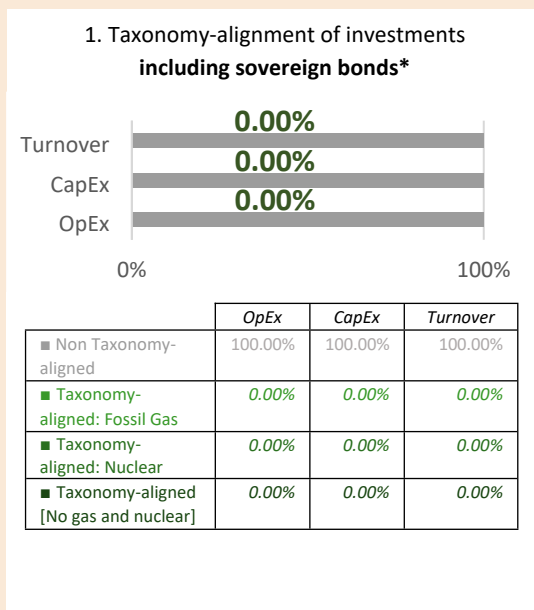 1. Taxonomy-alignment of investments
including sovereign bonds*
0.00%
Turnover
0.00%
CapEx
0.00%
OpEx
0% 100%
OpEx CapEx Turnover
■ Non Taxonomy- 100.00% 100.00% 100.00%
aligned
■ Taxonomy- 0.00% 0.00% 0.00%
aligned: Fossil Gas
■ Taxonomy- 0.00% 0.00% 0.00%
aligned: Nuclear
■ Taxonomy-aligned 0.00% 0.00% 0.00%
[No gas and nuclear]